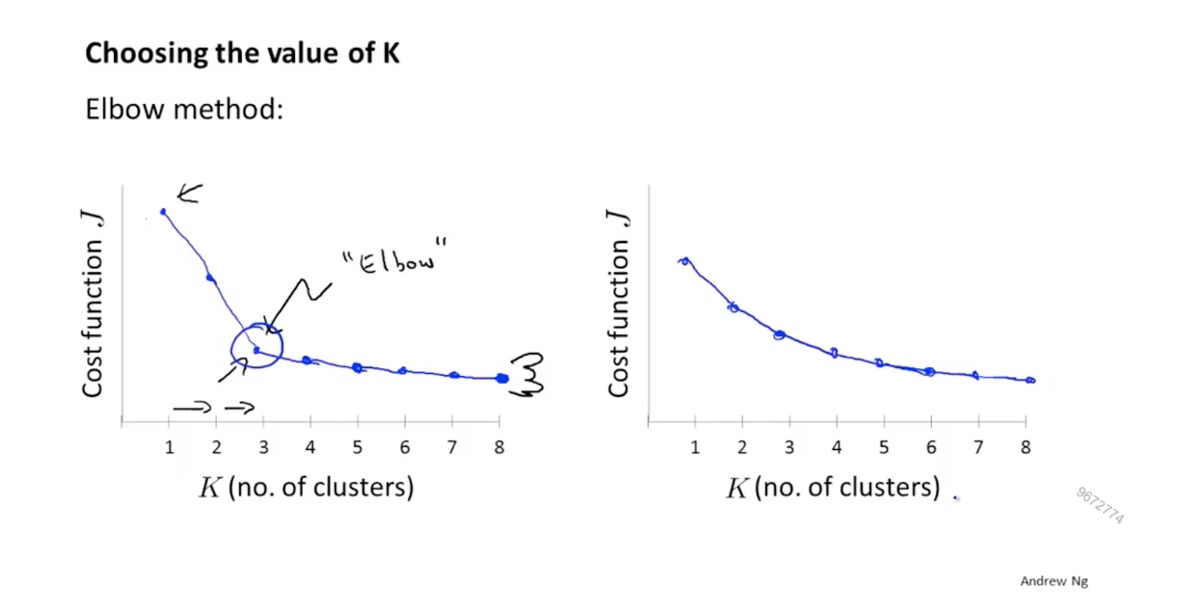 Choosing the value of K
Elbow method:
Cost function J
"Elbow"
1 2 3 4 5 6 7 8
K (no. of clusters)
Cost function J
1 2 3 4 5 6 7 8
K (no. of clusters)
9672774
Andrew Ng